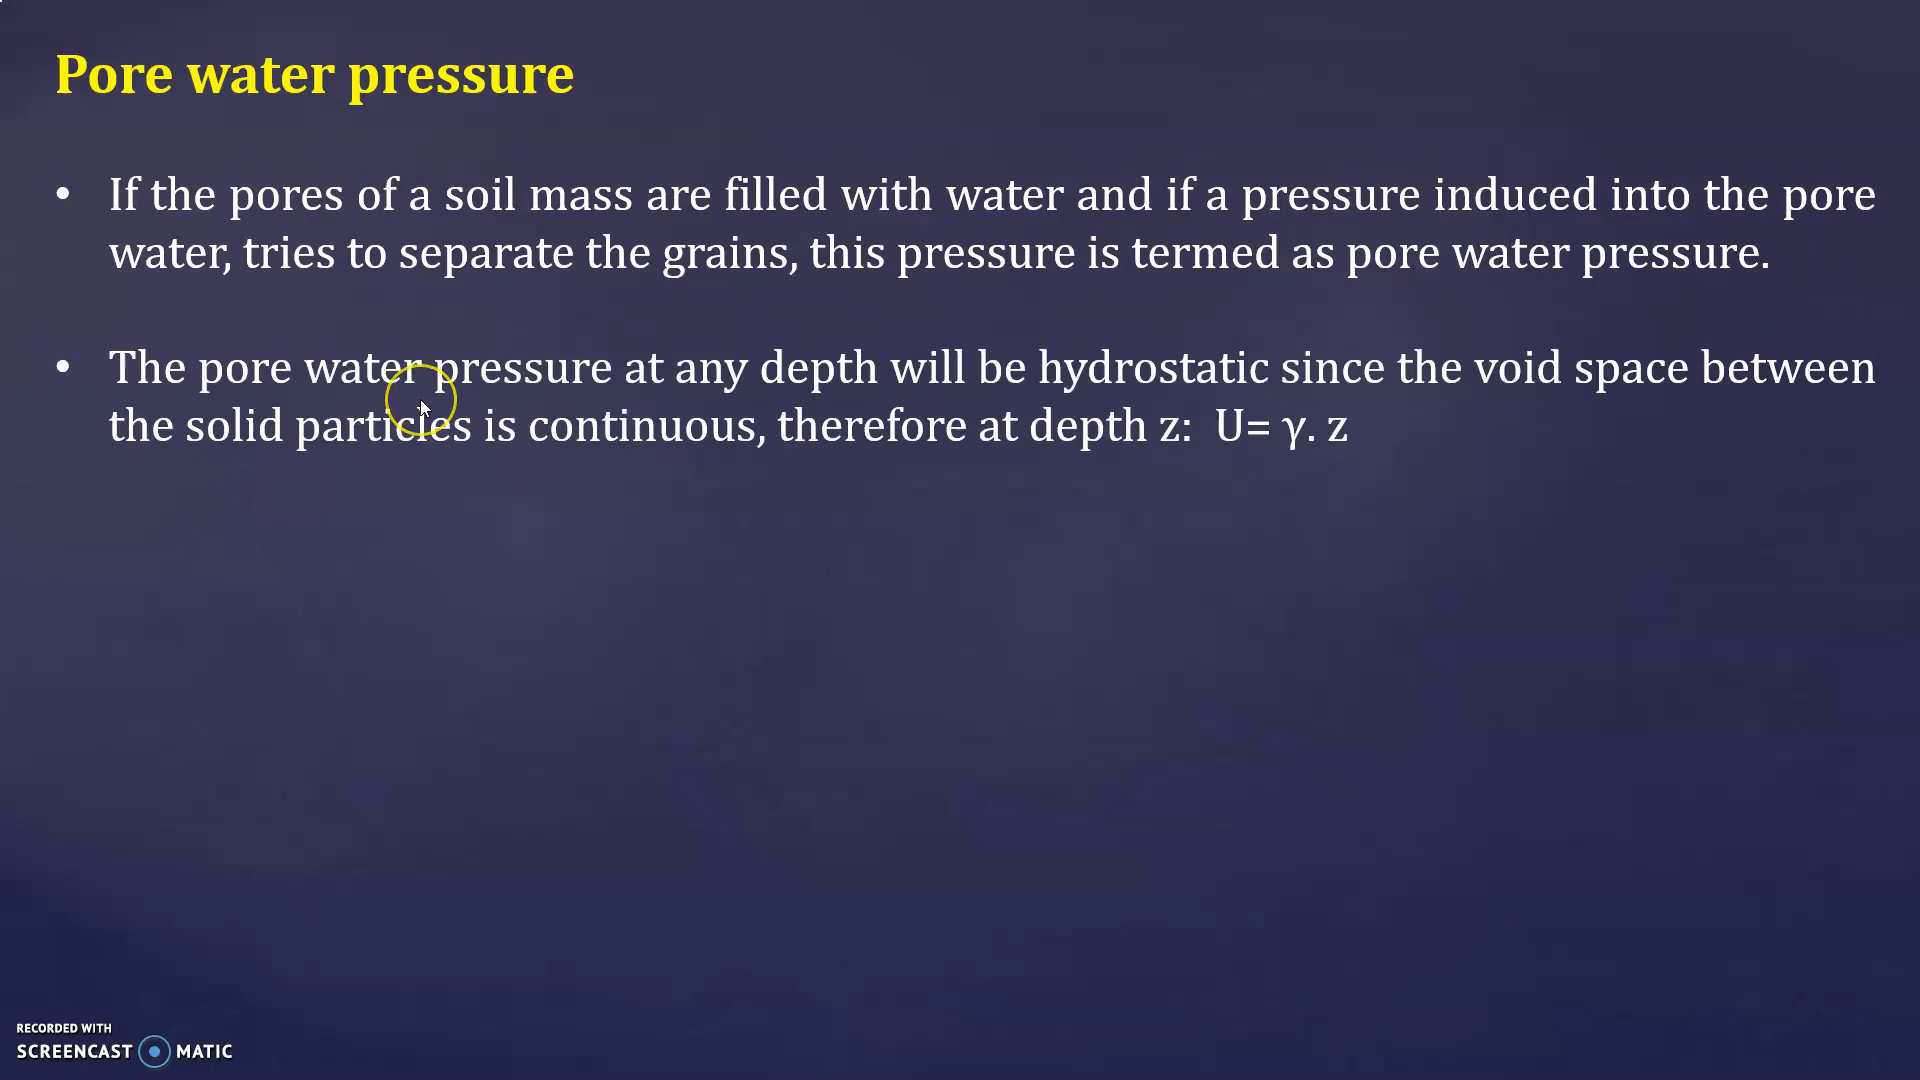 Pore water pressure
• If the pores of a soil mass are filled with water and if a pressure induced into the pore
water, tries to separate the grains, this pressure is termed as pore water pressure.
• The pore water pressure at any depth will be hydrostatic since the void space between
the solid particles is continuous, therefore at depth z: U= γ. z
RECORDED WITH
SCREENCAST MATIC